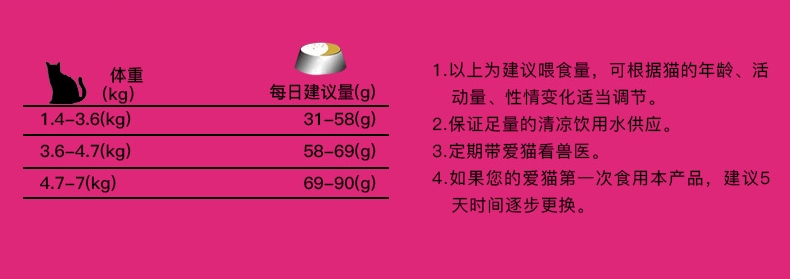 体重
(kg)
每日建议量(g)
1.4-3.6(kg)
31-58(g)
3.6-4.7(kg)
58-69(g)
4.7-7(kg)
69-90(g)
1.以上为建议喂食量，可根据猫的年龄、活
动量、性情变化适当调节。
2.保证足量的清凉饮用水供应。
3.定期带爱猫看兽医。
4.如果您的爱猫第一次食用本产品，建议5
天时间逐步更换。